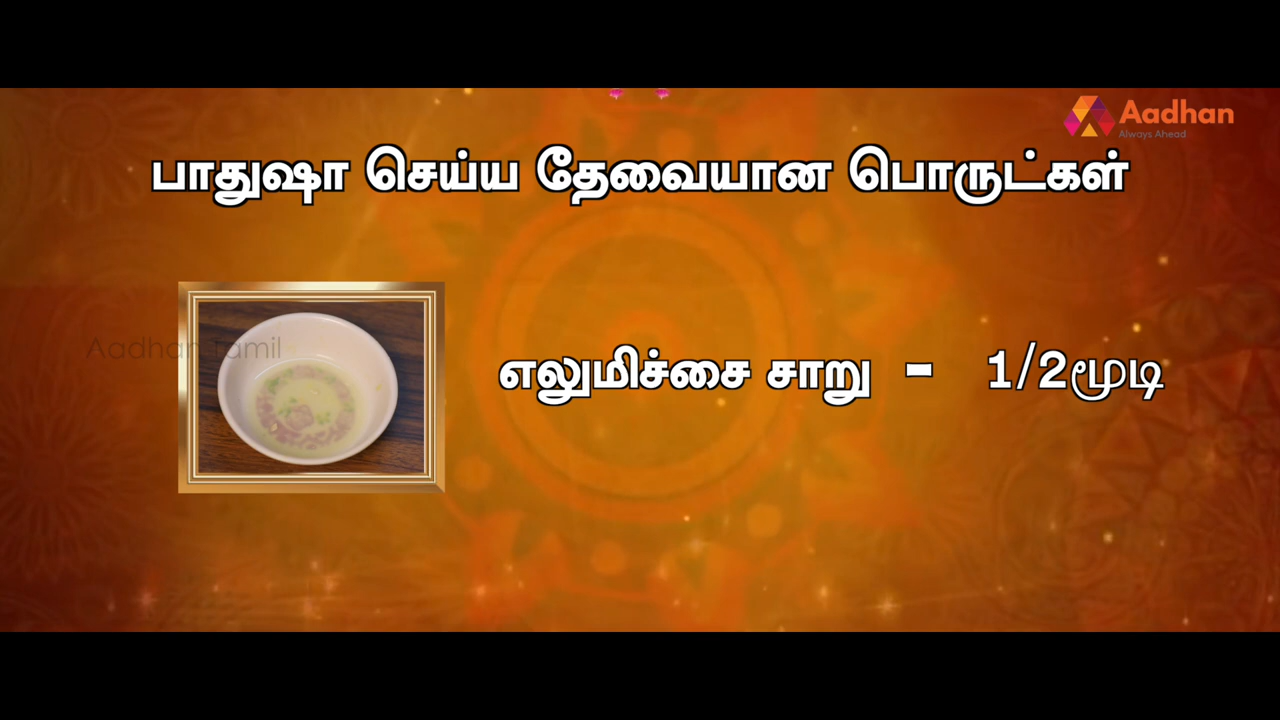 Aadhan
Always Ahead
பாதுஷா செய்ய தேவையான பொருட்கள்
Aadhan Tamil
எலுமிச்சை சாறு - 1/2மூடி